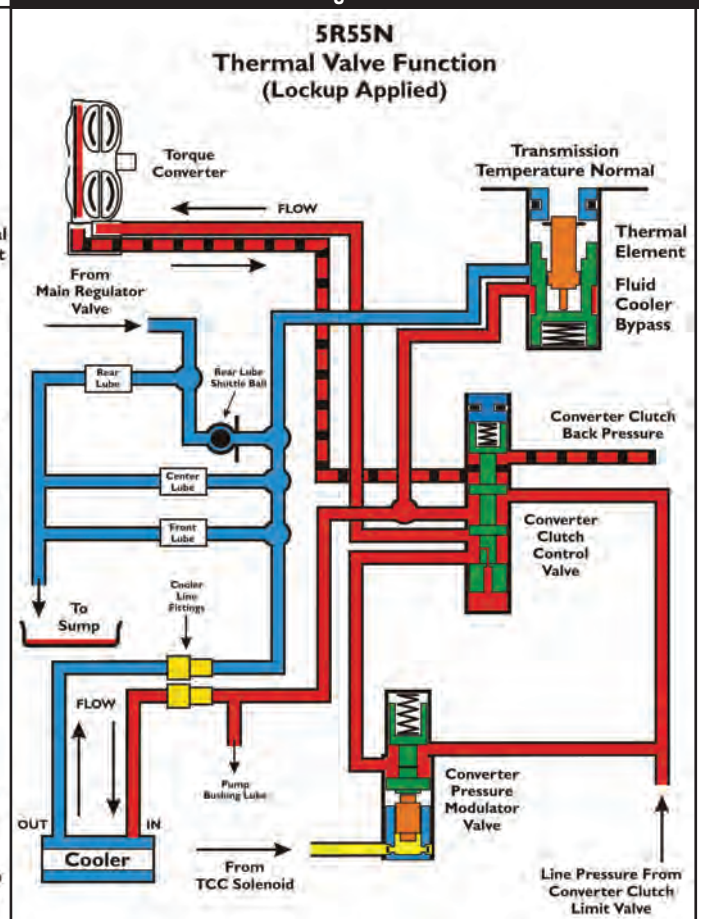 5R55N
Thermal Valve Function
(Lockup Applied)
Torque
Converter
FLOW
Transmission
Temperature Normal
Thermal
Element
Fluid
Cooler
Bypass
From
Main Regulator
Valve
Rear
Lube
Rear Lube
Shuttle Ball
Converter Clutch
Back Pressure
Center
Lube
Front
Lube
Converter
Clutch
Control
Valve
To
Sump
Cooler
Line
Fittings
FLOW
Pump
Bushing Lube
Converter
Pressure
Modulator
Valve
OUT
IN
Cooler
From
TCC Solenoid
Line Pressure From
Converter Clutch
Limit Valve